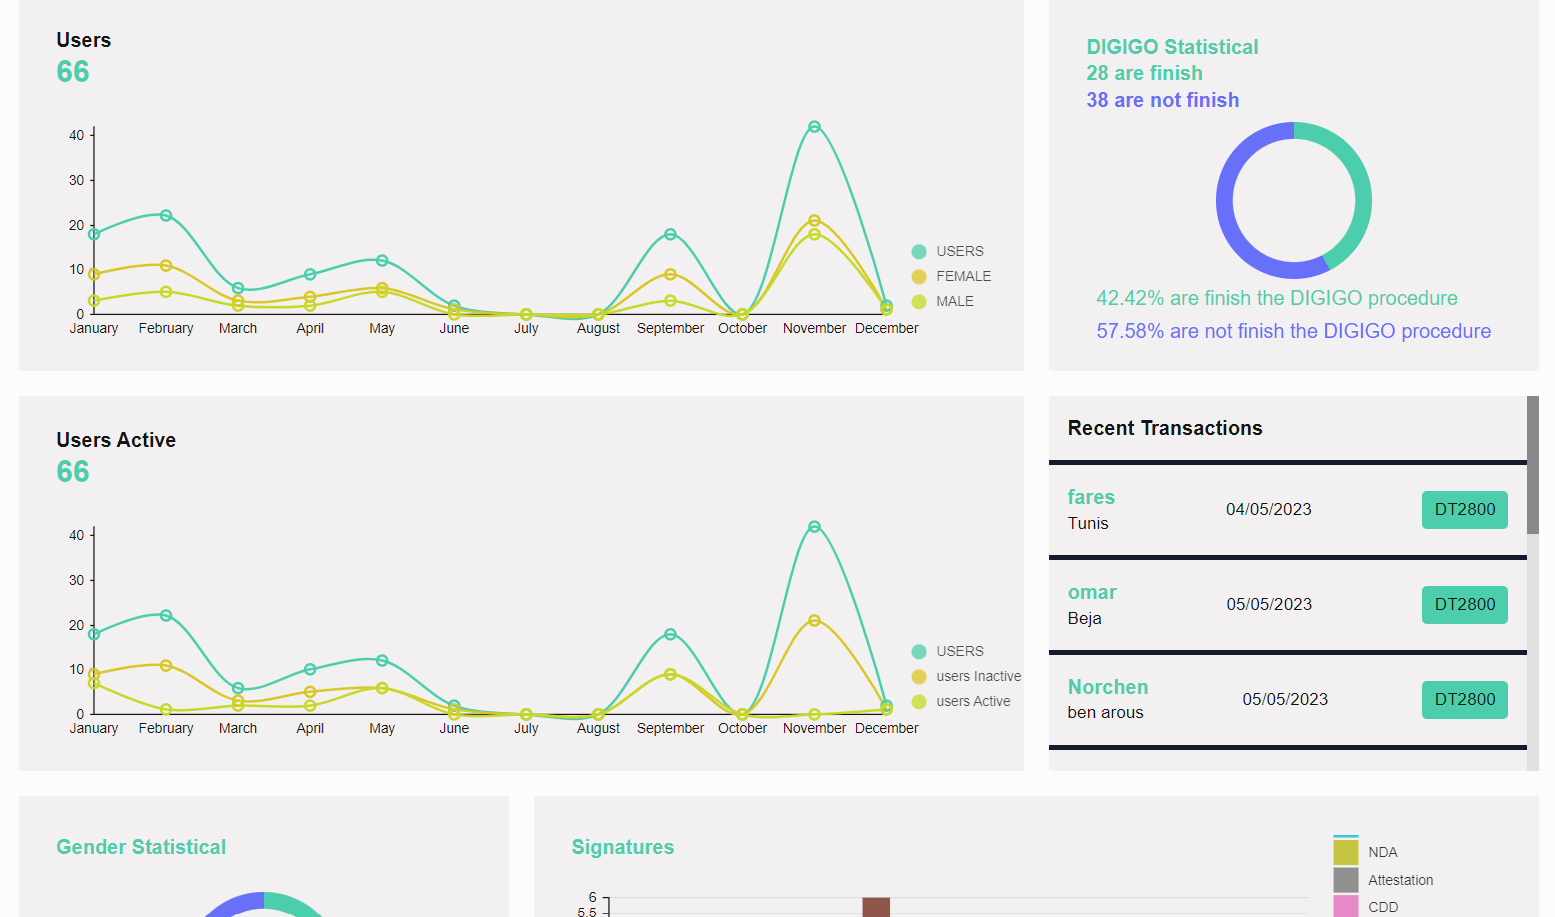 Users
66
40
30
20
10
0
January February March April May June July August September October November December
USERS
FEMALE
MALE
DIGIGO Statistical
28 are finish
38 are not finish
42.42% are finish the DIGIGO procedure
57.58% are not finish the DIGIGO procedure
Users Active
66
40
30
20
10
0
January February March April May June July August September October November December
USERS
users Inactive
users Active
Recent Transactions
fares
Tunis
04/05/2023
DT2800
omar
Beja
05/05/2023
DT2800
Norchen
ben arous
05/05/2023
DT2800
Gender Statistical
Signatures
6
5.5
NDA
Attestation
CDD